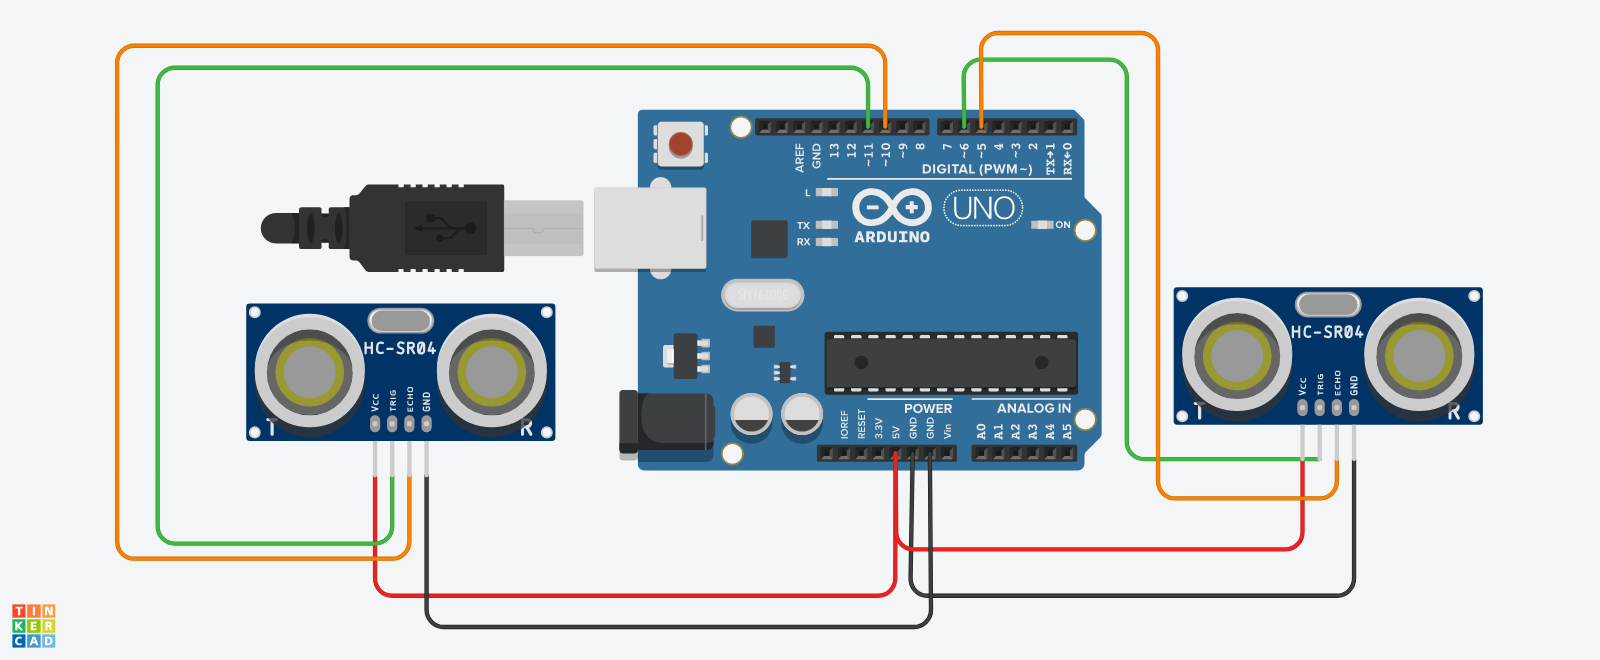 AREF
GND
13
12
~11
~10
~9
8
7
~6
~5
4
~3
2
TX→1
RX←0
DIGITAL (PWM~)
L
TX
RX
ARDUINO
UNO
ON
HC-SR04
Vcc
TRIG
ECHO
GND
T
R
HC-SR04
Vcc
TRIG
ECHO
GND
T
R
POWER
ANALOG IN
IOREF
RESET
3.3V
5V
GND
GND
Vin
A0
A1
A2
A3
A4
A5
TIN
KER
CAD